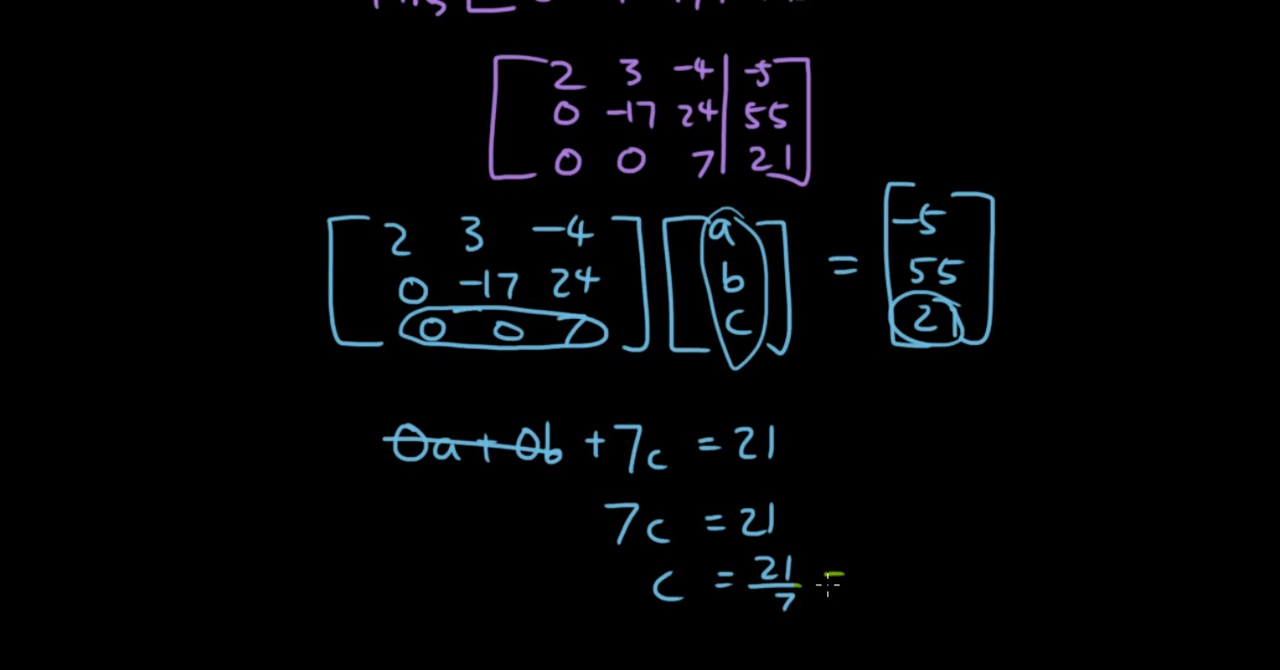 2 3 -4 | -5
0 -17 24 | 55
0 0 7 | 21
2 3 -4 a -5
0 -17 24 b = 55
0 0 7 c 21
0a + 0b + 7c = 21
7c = 21
c = 21/7